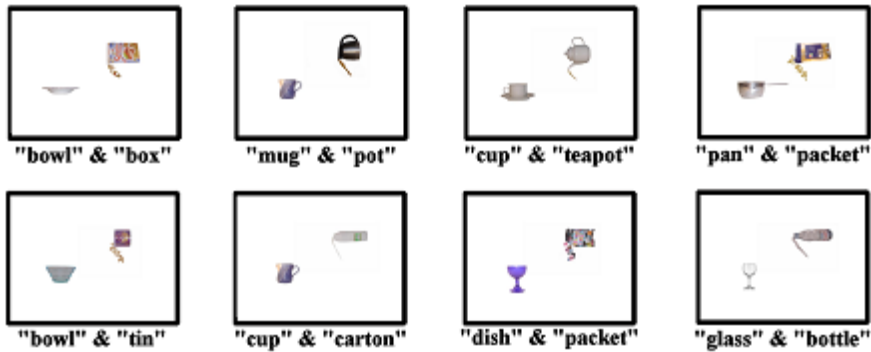 "bowl" & "box"
"mug" & "pot"
"cup" & "teapot"
"pan" & "packet"
"bowl" & "tin"
"cup" & "carton"
"dish" & "packet"
"glass" & "bottle"